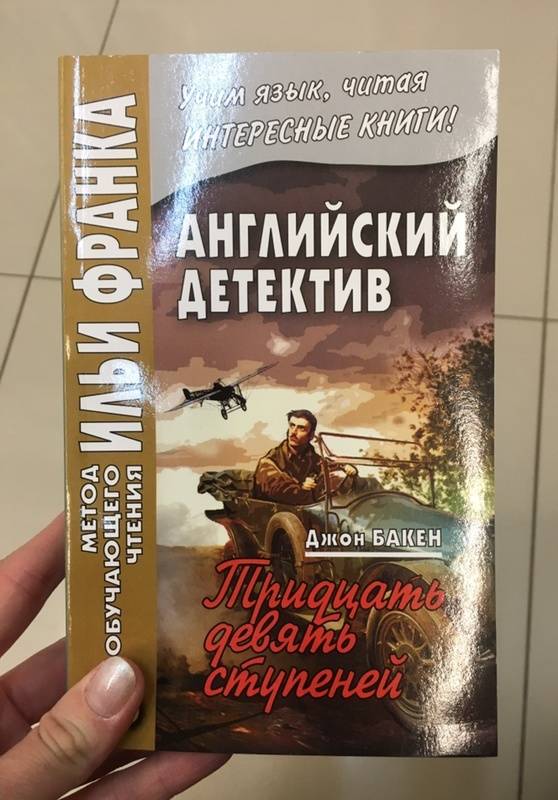 Учим язык, читая
ИНТЕРЕСНЫЕ КНИГИ!
МЕТОД
ОБУЧАЮЩЕГО
ЧТЕНИЯ
ИЛЬИ ФРАНКА
АНГЛИЙСКИЙ
ДЕТЕКТИВ
Джон БАКЕН
Тридцать
девять
ступеней